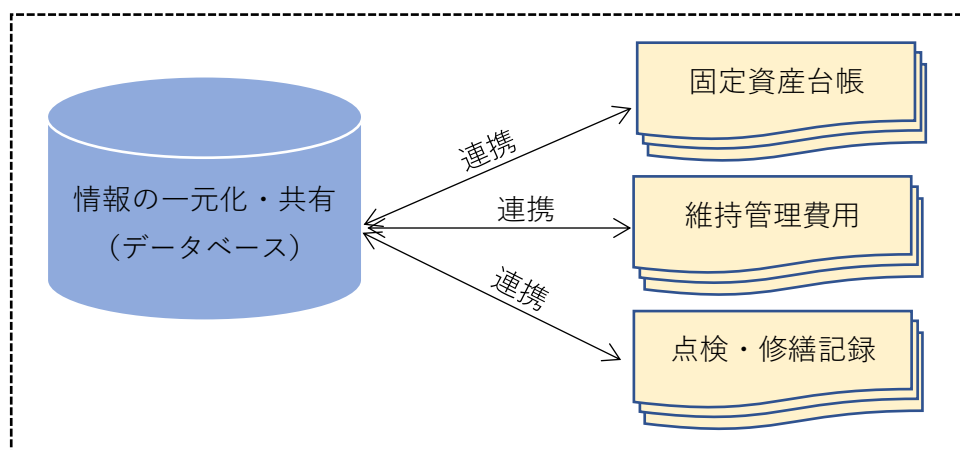 固定資産台帳
連携
情報の一元化・共有
（データベース）
連携
維持管理費用
連携
点検・修繕記録